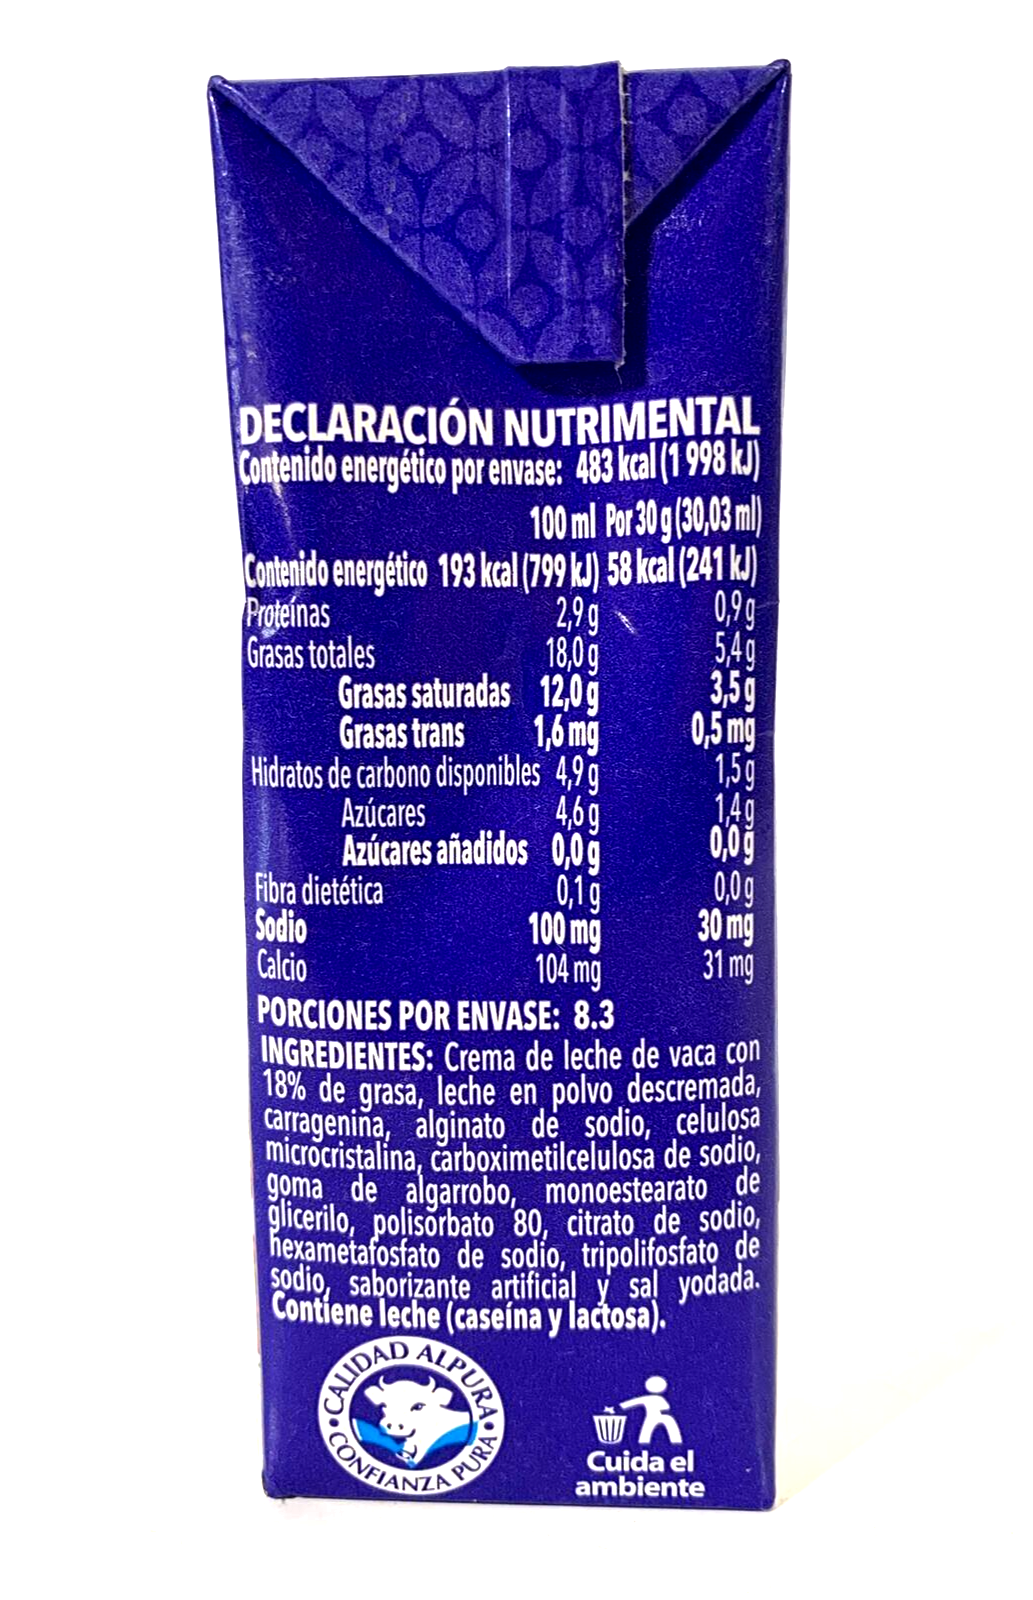 DECLARACIÓN NUTRIMENTAL
Contenido energético por envase: 483 kcal (1 998 kJ)
100 ml Por 30 g (30,03 ml)
Contenido energético 193 kcal (799 kJ) 58 kcal (241 kJ)
Proteínas 2,9 g 0,9 g
Grasas totales 18,0 g 5,4 g
Grasas saturadas 12,0 g 3,5 g
Grasas trans 1,6 mg 0,5 mg
Hidratos de carbono disponibles 4,9 g 1,5 g
Azúcares 4,6 g 1,4 g
Azúcares añadidos 0,0 g 0,0 g
Fibra dietética 0,1 g 0,0 g
Sodio 100 mg 30 mg
Calcio 104 mg 31 mg
PORCIONES POR ENVASE: 8.3
INGREDIENTES: Crema de leche de vaca con
18% de grasa, leche en polvo descremada,
carragenina, alginato de sodio, celulosa
microcristalina, carboximetilcelulosa de sodio,
goma de algarrobo, monoestearato de
glicerilo, polisorbato 80, citrato de sodio,
hexametafosfato de sodio, tripolifosfato de
sodio, saborizante artificial y sal yodada.
Contiene leche (caseína y lactosa).
CALIDAD ALPURA
CONFIANZA PURA
Cuida el
ambiente